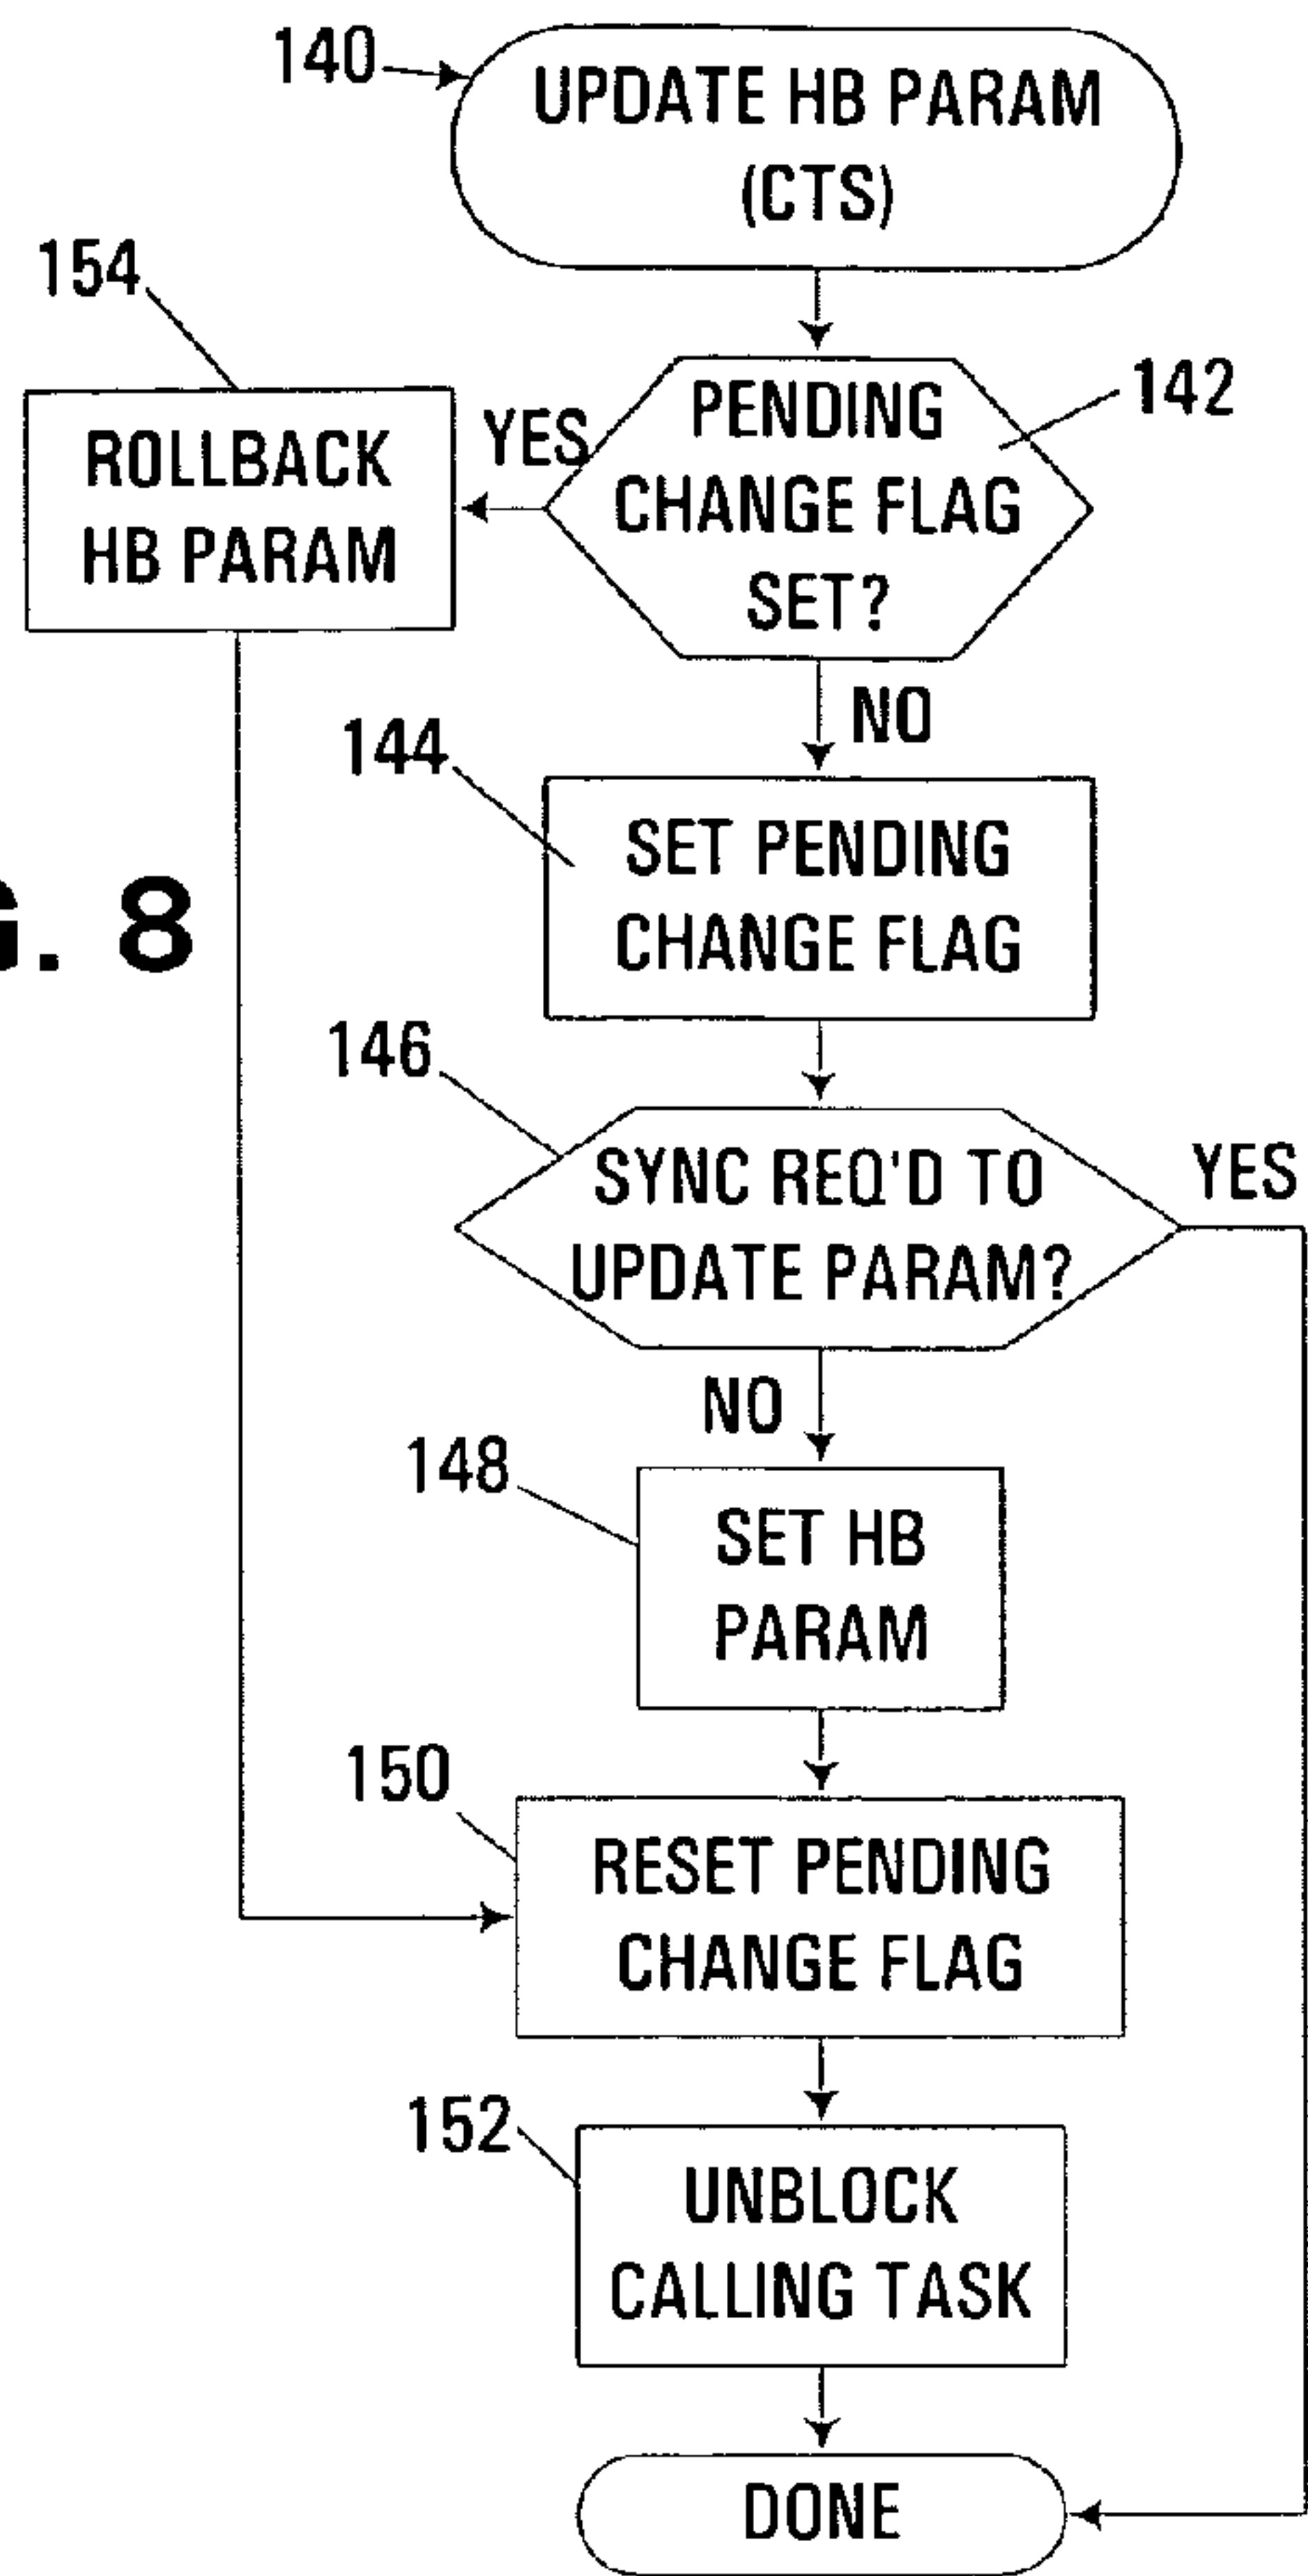 140
UPDATE HB PARAM
(CTS)
154
142
PENDING
CHANGE FLAG
SET?
YES
ROLLBACK
HB PARAM
NO
144
SET PENDING
CHANGE FLAG
G. 8
146
SYNC REQ'D TO
UPDATE PARAM?
YES
NO
148
SET HB
PARAM
150
RESET PENDING
CHANGE FLAG
152
UNBLOCK
CALLING TASK
DONE